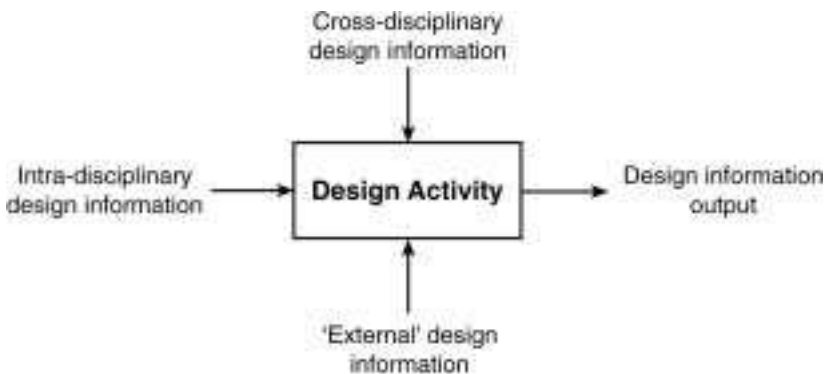 Cross-disciplinary
design information
Intra-disciplinary
design information
Design Activity
Design information
output
'External' design
information